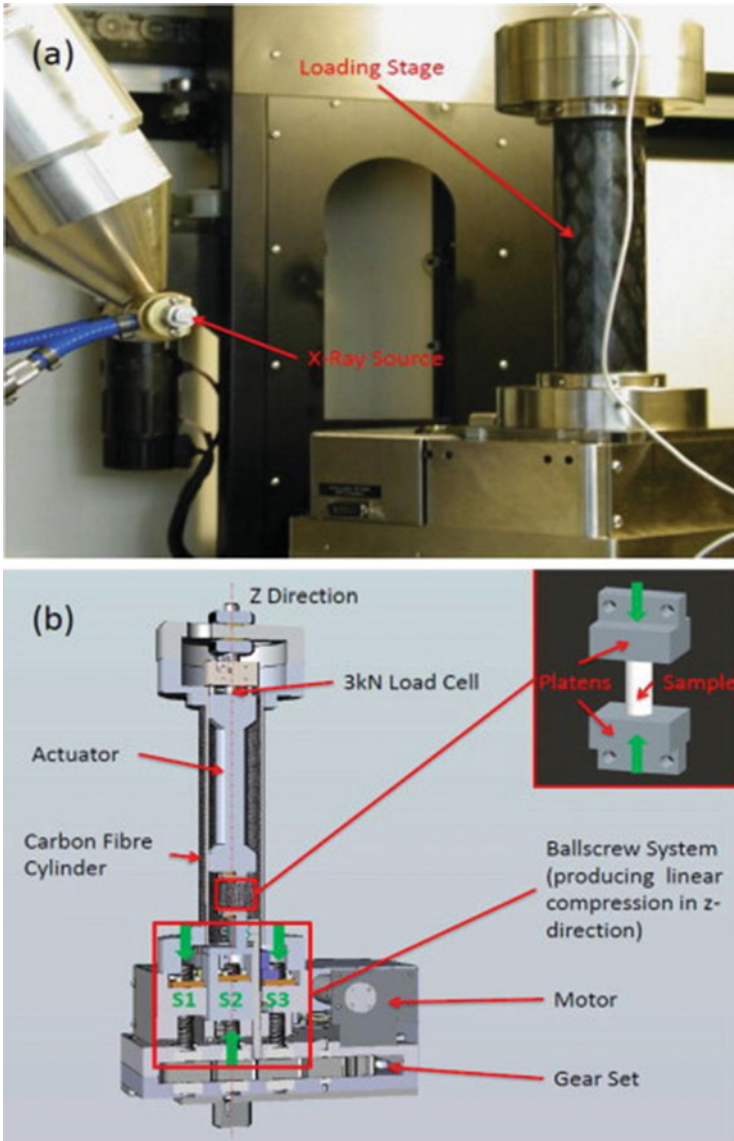 (a)
Loading Stage
X-Ray Source
(b)
Z Direction
3kN Load Cell
Platens
Sample
Actuator
Carbon Fibre
Cylinder
Ballscrew System
(producing linear
compression in z-
direction)
S1 S2 S3
Motor
Gear Set